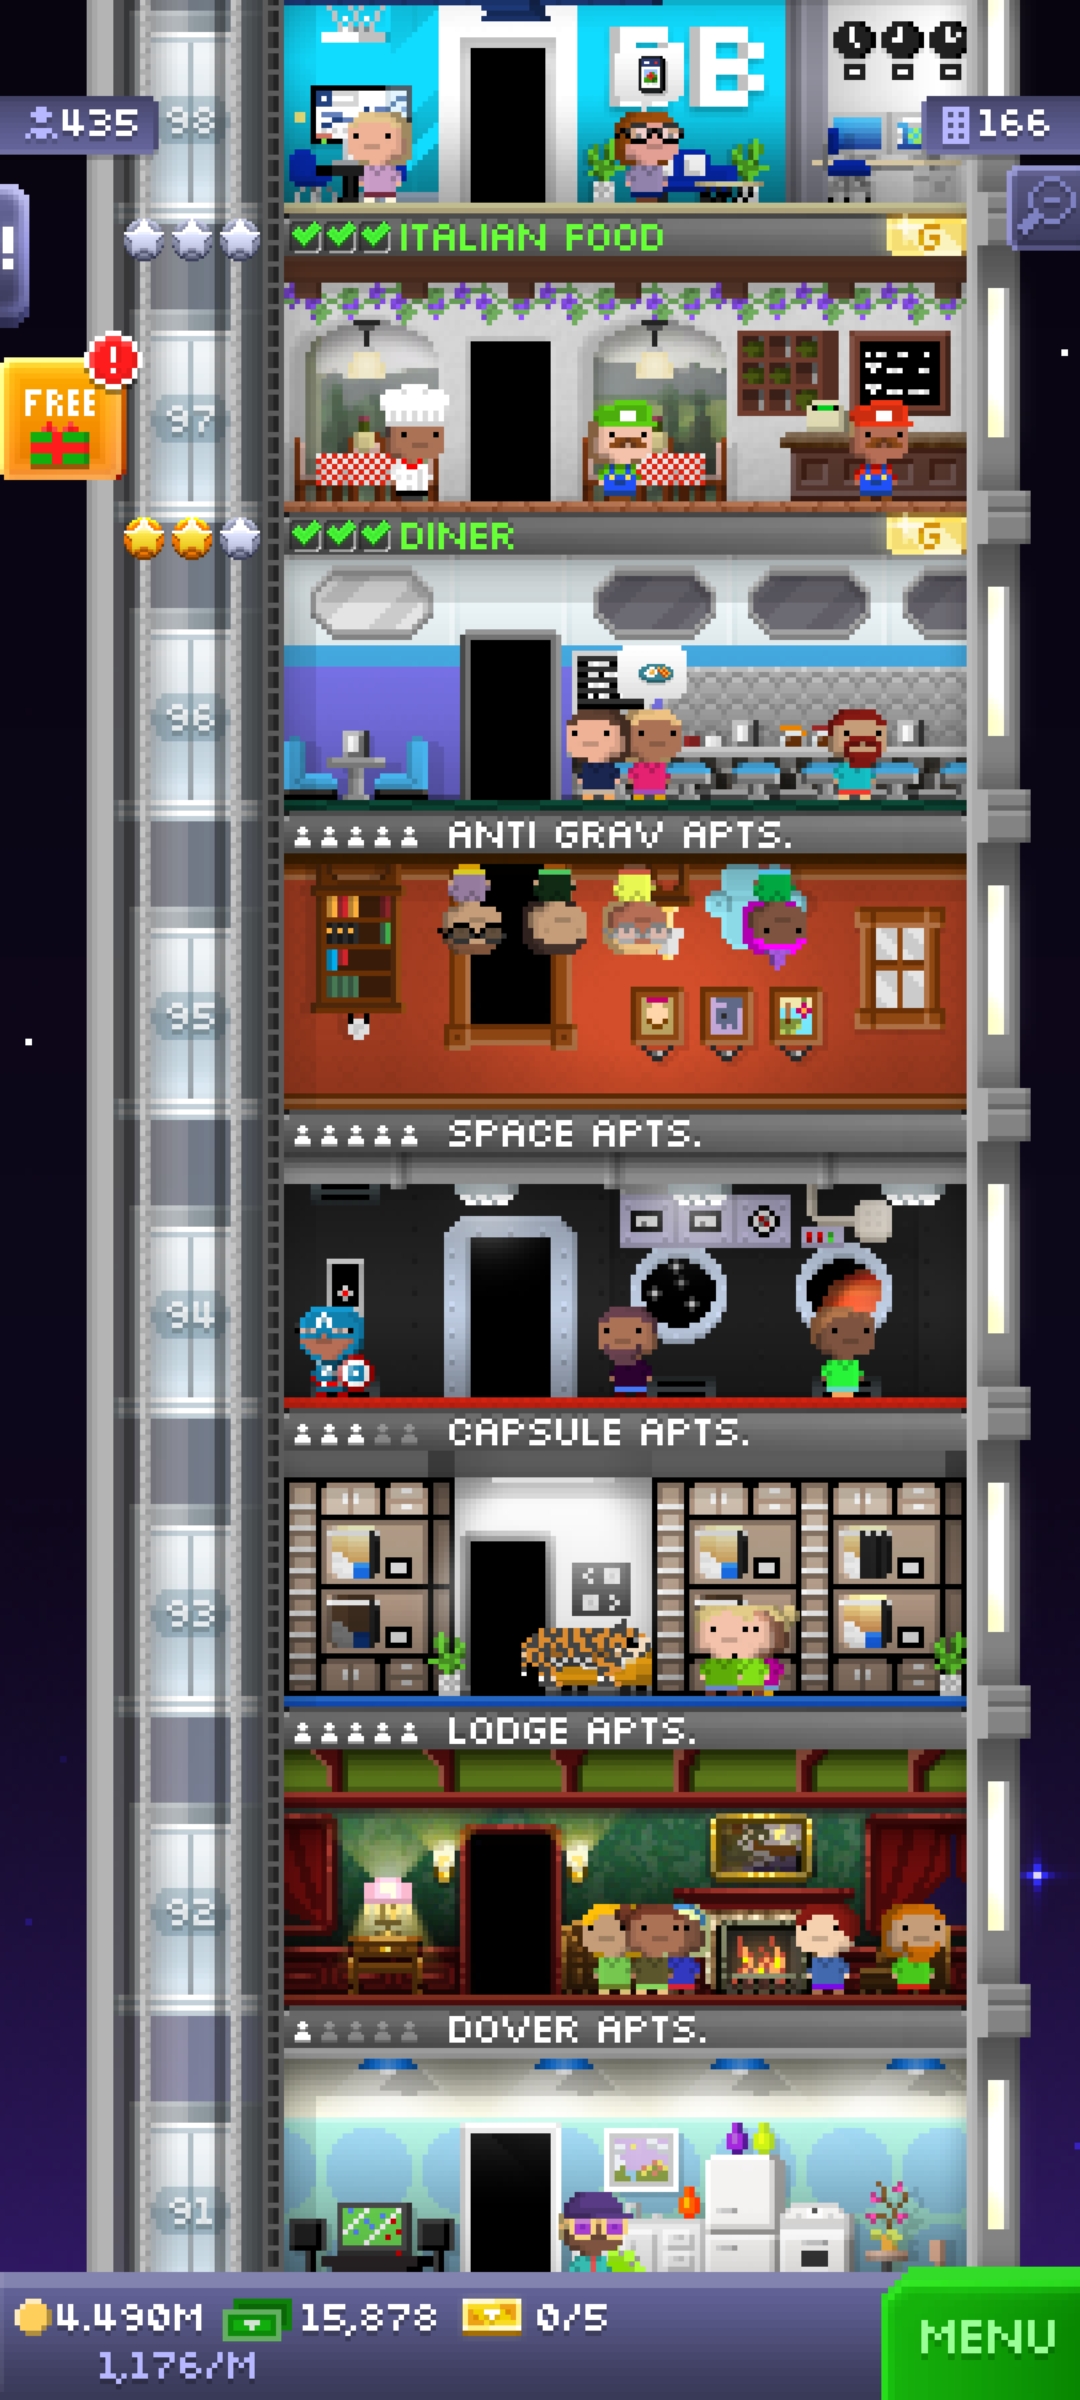 98
435
166
B
ITALIAN FOOD
G
!
FREE
97
DINER
G
96
ANTI GRAV APTS.
95
SPACE APTS.
94
A
CAPSULE APTS.
93
LODGE APTS.
92
DOVER APTS.
91
4.490M
15,878
0/5
1,176/M
MENU